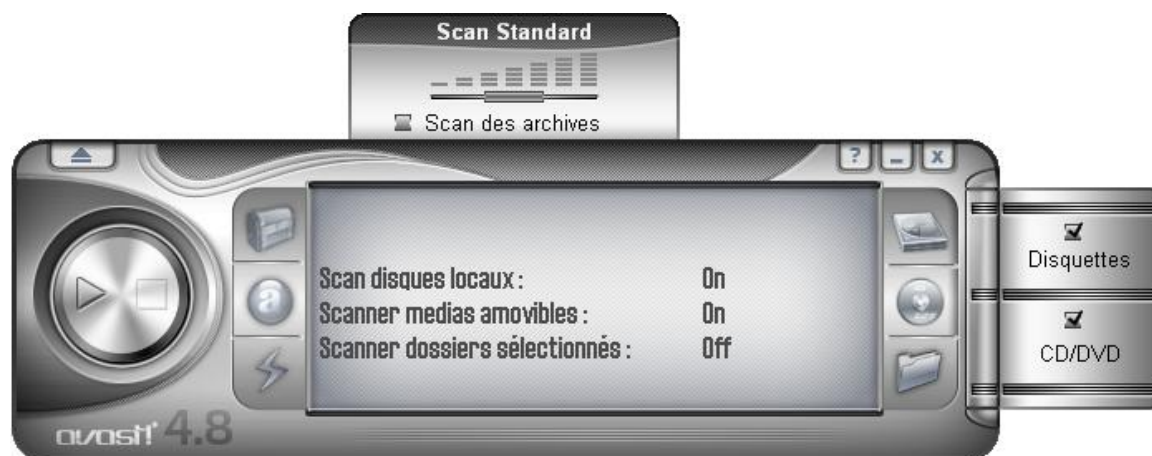 Scan Standard
Scan des archives
?
x
Scan disques locaux : On
Scanner medias amovibles : On
Scanner dossiers sélectionnés : Off
Disquettes
CD/DVD
a
avast! 4.8